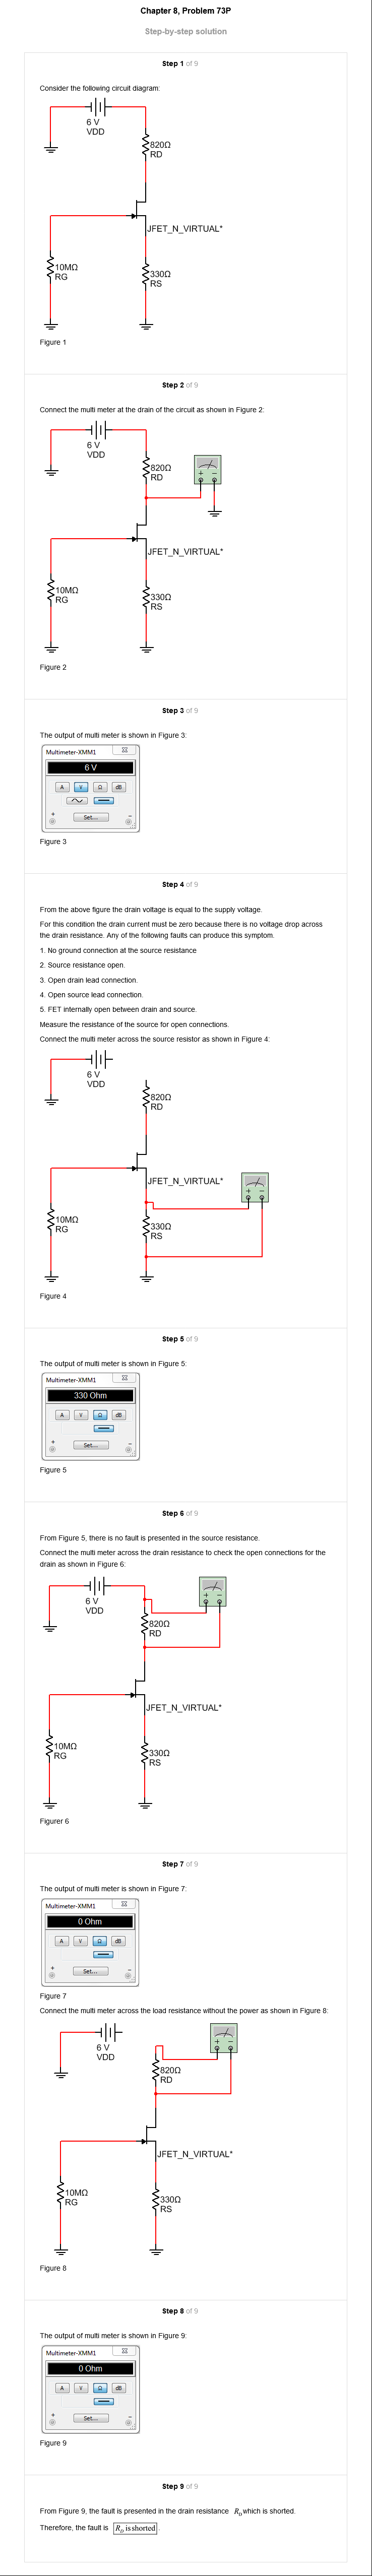 Chapter 8, Problem 73P
Step-by-step solution
Step 1 of 9
Consider the following circuit diagram:
6 V
VDD
820Ω
RD
JFET_N_VIRTUAL*
10MΩ
RG
330Ω
RS
Figure 1
Step 2 of 9
Connect the multi meter at the drain of the circuit as shown in Figure 2:
6 V
VDD
820Ω
RD
JFET_N_VIRTUAL*
10MΩ
RG
330Ω
RS
Figure 2
Step 3 of 9
The output of multi meter is shown in Figure 3:
Multimeter-XMM1
6 V
A V Ω dB
Set...
Figure 3
Step 4 of 9
From the above figure the drain voltage is equal to the supply voltage.
For this condition the drain current must be zero because there is no voltage drop across
the drain resistance. Any of the following faults can produce this symptom.
1. No ground connection at the source resistance
2. Source resistance open.
3. Open drain lead connection.
4. Open source lead connection.
5. FET internally open between drain and source.
Measure the resistance of the source for open connections.
Connect the multi meter across the source resistor as shown in Figure 4:
6 V
VDD
820Ω
RD
JFET_N_VIRTUAL*
10MΩ
RG
330Ω
RS
Figure 4
Step 5 of 9
The output of multi meter is shown in Figure 5:
Multimeter-XMM1
330 Ohm
A V Ω dB
Set...
Figure 5
Step 6 of 9
From Figure 5, there is no fault is presented in the source resistance.
Connect the multi meter across the drain resistance to check the open connections for the
drain as shown in Figure 6:
6 V
VDD
820Ω
RD
JFET_N_VIRTUAL*
10MΩ
RG
330Ω
RS
Figurer 6
Step 7 of 9
The output of multi meter is shown in Figure 7:
Multimeter-XMM1
0 Ohm
A V Ω dB
Set...
Figure 7
Connect the multi meter across the load resistance without the power as shown in Figure 8:
6 V
VDD
820Ω
RD
JFET_N_VIRTUAL*
10MΩ
RG
330Ω
RS
Figure 8
Step 8 of 9
The output of multi meter is shown in Figure 9:
Multimeter-XMM1
0 Ohm
A V Ω dB
Set...
Figure 9
Step 9 of 9
From Figure 9, the fault is presented in the drain resistance R_D which is shorted.
Therefore, the fault is R_D is shorted.